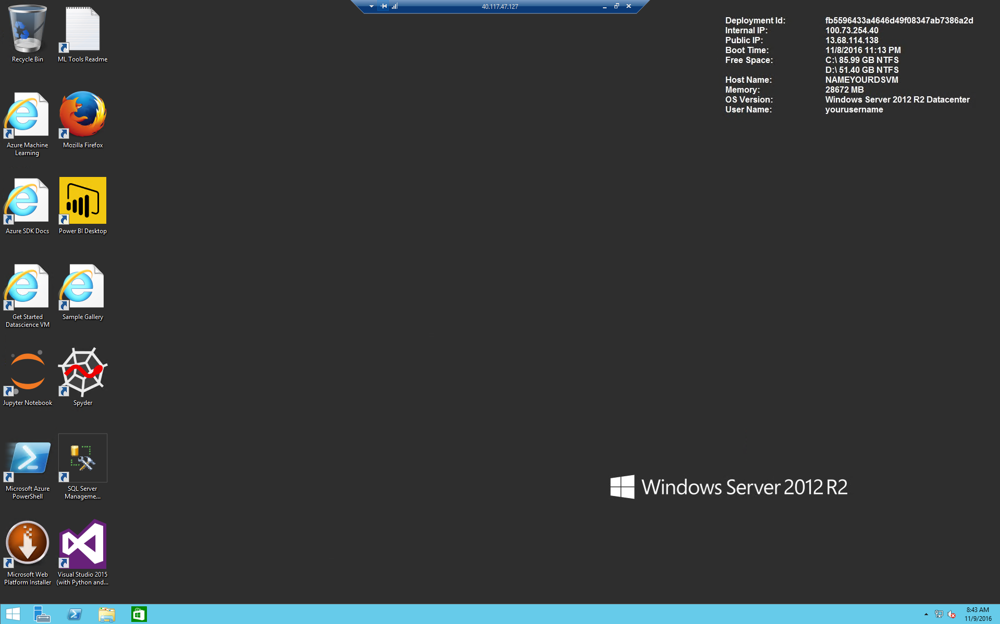 40.117.47.127
Deployment Id: fb5596433a4646d49f08347ab7386a2d
Internal IP: 100.73.254.40
Public IP: 13.68.114.138
Boot Time: 11/8/2016 11:13 PM
Free Space: C:\ 85.99 GB NTFS
D:\ 51.40 GB NTFS
Host Name: NAMEYOURDSVM
Memory: 28672 MB
OS Version: Windows Server 2012 R2 Datacenter
User Name: yourusername
Recycle Bin
ML Tools Readme
Azure Machine
Learning
Mozilla Firefox
Azure SDK Docs
Power BI Desktop
Get Started
Datascience VM
Sample Gallery
Jupyter Notebook
Spyder
Microsoft Azure
PowerShell
SQL Server
Manageme...
Microsoft Web
Platform Installer
Visual Studio 2015
(with Python and...
Windows Server 2012 R2
8:43 AM
11/9/2016